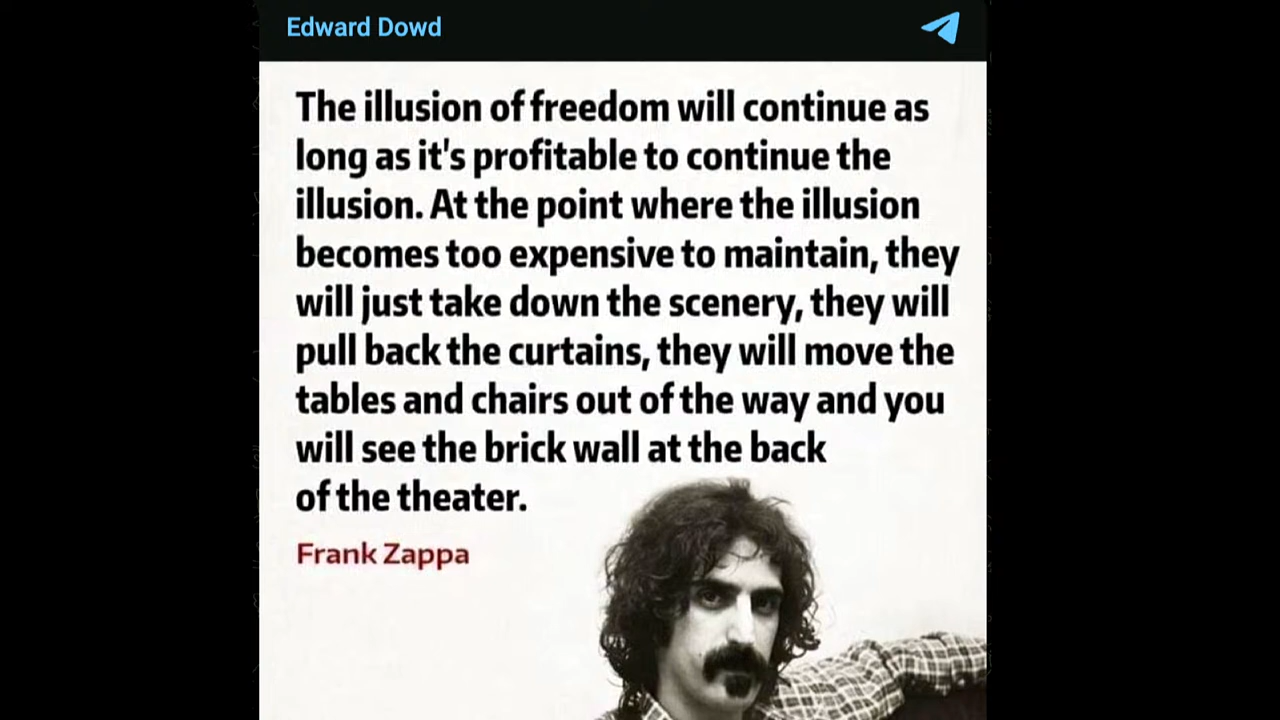 Edward Dowd
The illusion of freedom will continue as
long as it's profitable to continue the
illusion. At the point where the illusion
becomes too expensive to maintain, they
will just take down the scenery, they will
pull back the curtains, they will move the
tables and chairs out of the way and you
will see the brick wall at the back
of the theater.
Frank Zappa